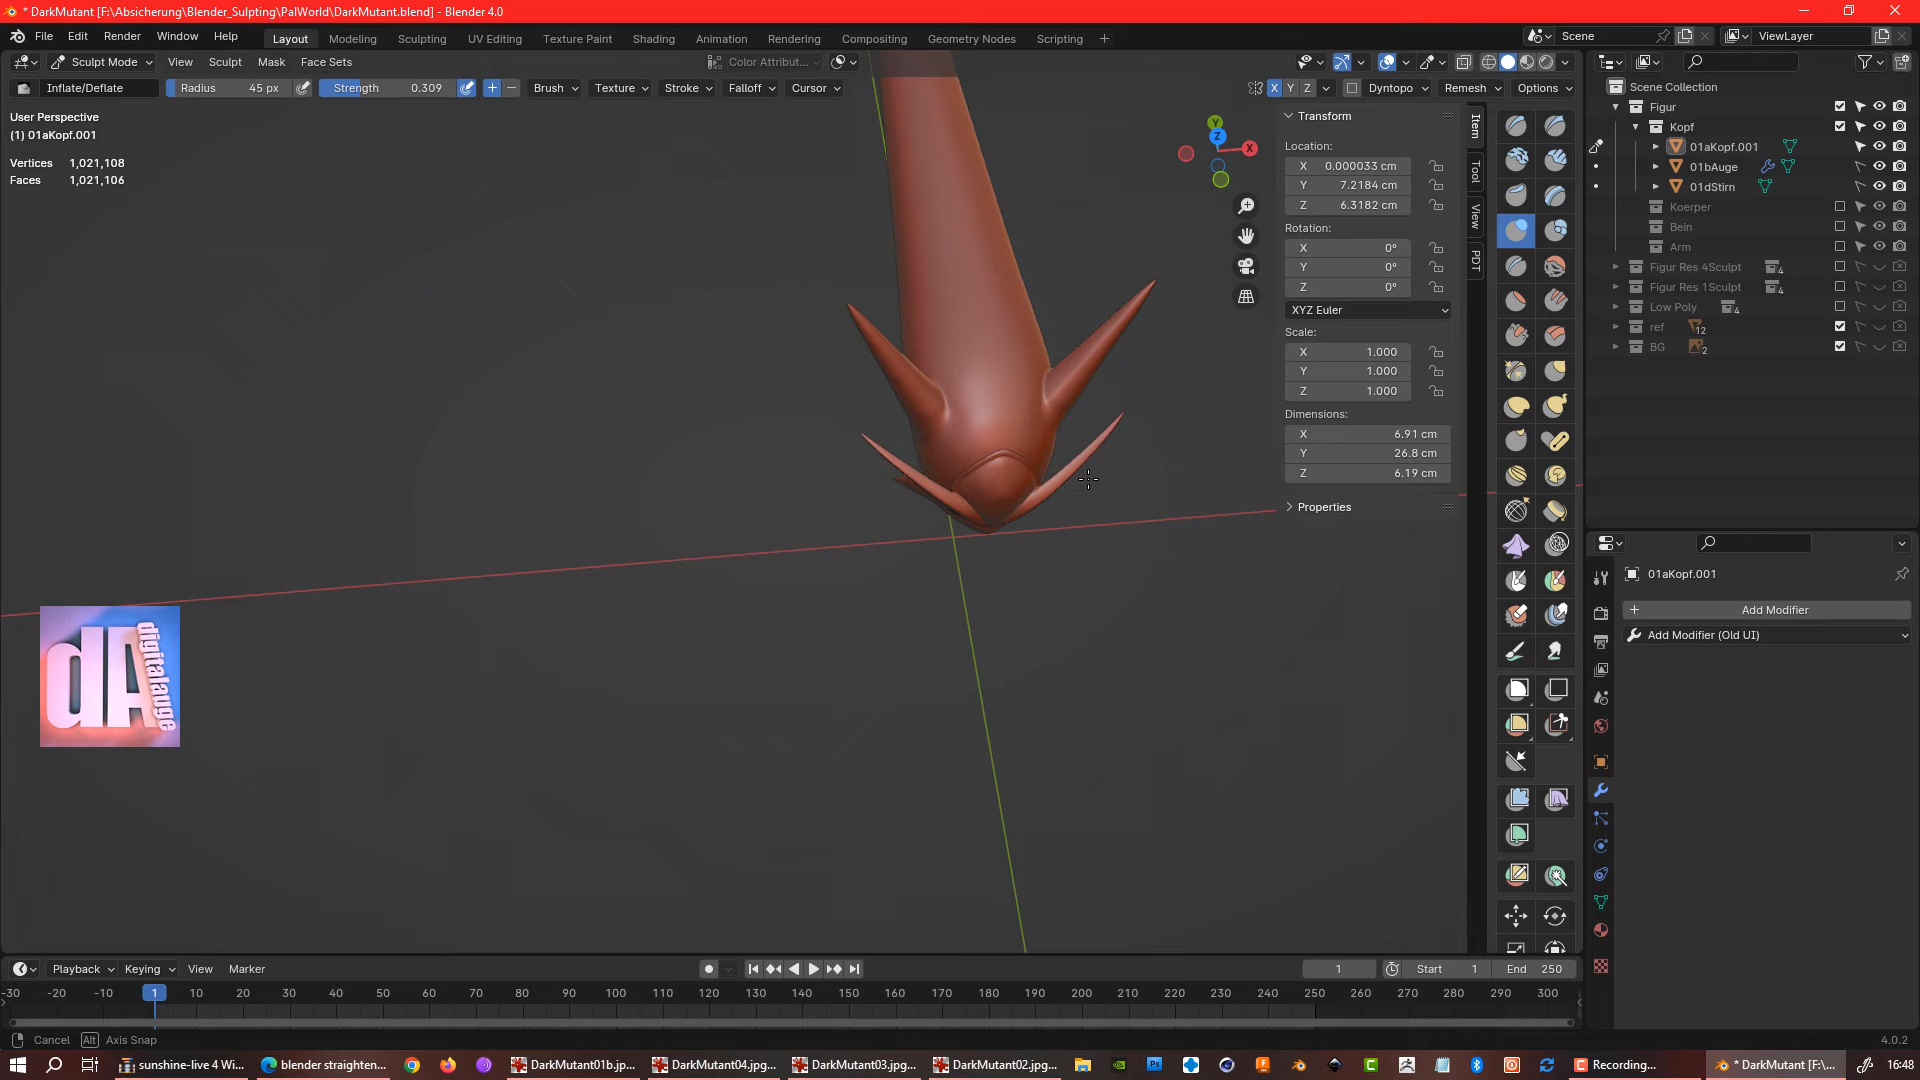 * DarkMutant [F:\Absicherung\Blender_Sulpting\PalWorld\DarkMutant.blend] - Blender 4.0
File Edit Render Window Help Layout Modeling Sculpting UV Editing Texture Paint Shading Animation Rendering Compositing Geometry Nodes Scripting + Scene ViewLayer
Sculpt Mode View Sculpt Mask Face Sets Color Attribut...
Inflate/Deflate Radius 45 px Strength 0.309 Brush Texture Stroke Falloff Cursor X Y Z Dyntopo Remesh Options
User Perspective
(1) 01aKopf.001
Vertices 1,021,108
Faces 1,021,106
Y
Z
X
Transform
Location:
X 0.000033 cm
Y 7.2184 cm
Z 6.3182 cm
Rotation:
X 0°
Y 0°
Z 0°
XYZ Euler
Scale:
X 1.000
Y 1.000
Z 1.000
Dimensions:
X 6.91 cm
Y 26.8 cm
Z 6.19 cm
Properties
Item
Tool
View
PDT
Scene Collection
Figur
Kopf
01aKopf.001
01bAuge
01dStirn
Koerper
Bein
Arm
Figur Res 4Sculpt 4
Figur Res 1Sculpt 4
Low Poly 4
ref 12
BG 2
01aKopf.001
Add Modifier
Add Modifier (Old UI)
dA
digitalauge
Playback Keying View Marker 1 Start 1 End 250
-30 -20 -10 1 10 20 30 40 50 60 70 80 90 100 110 120 130 140 150 160 170 180 190 200 210 220 230 240 250 260 270 280 290 300
Cancel Alt Axis Snap 4.0.2
sunshine-live 4 Wi... blender straighten... DarkMutant01b.jp... DarkMutant04.jpg... DarkMutant03.jpg... DarkMutant02.jpg... Ps Recording... * DarkMutant [F:\... 16:48